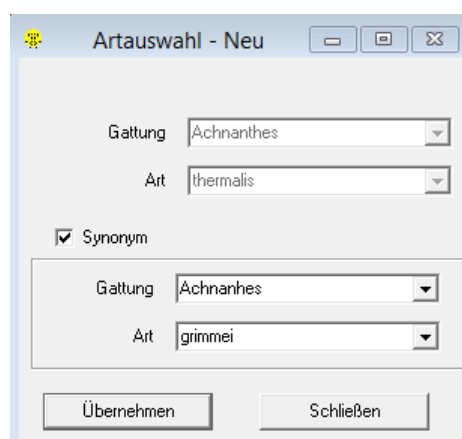 Artauswahl - Neu
Gattung Achnanthes
Art thermalis
Synonym
Gattung Achnanhes
Art grimmei
Übernehmen Schließen